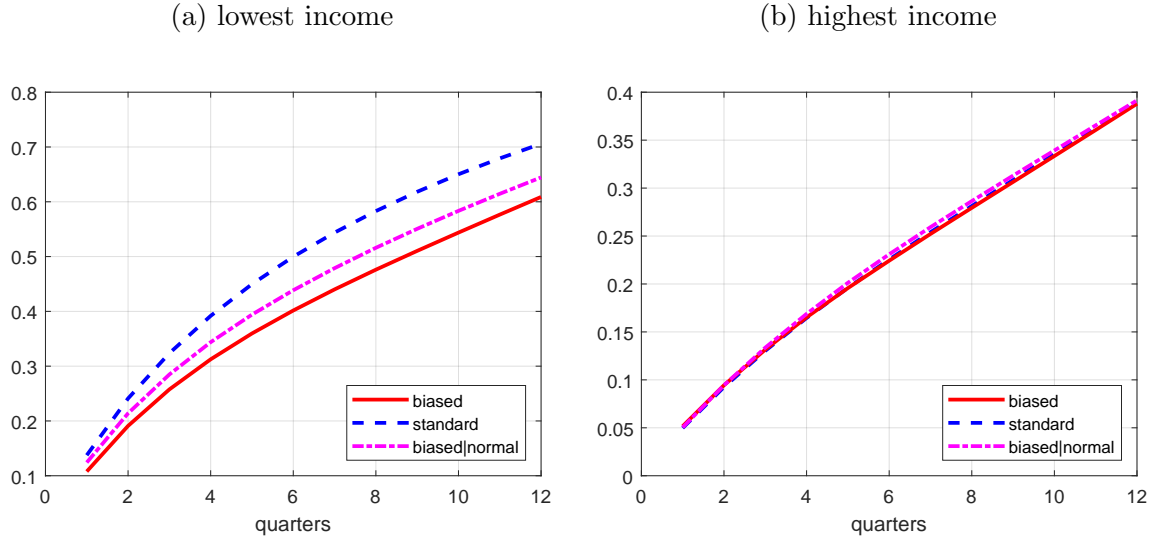 (a) lowest income
(b) highest income
0.8
0.7
0.6
0.5
0.4
0.3
0.2
0.1
0 2 4 6 8 10 12
quarters
biased
standard
biased|normal
0.4
0.35
0.3
0.25
0.2
0.15
0.1
0.05
0
0 2 4 6 8 10 12
quarters
biased
standard
biased|normal